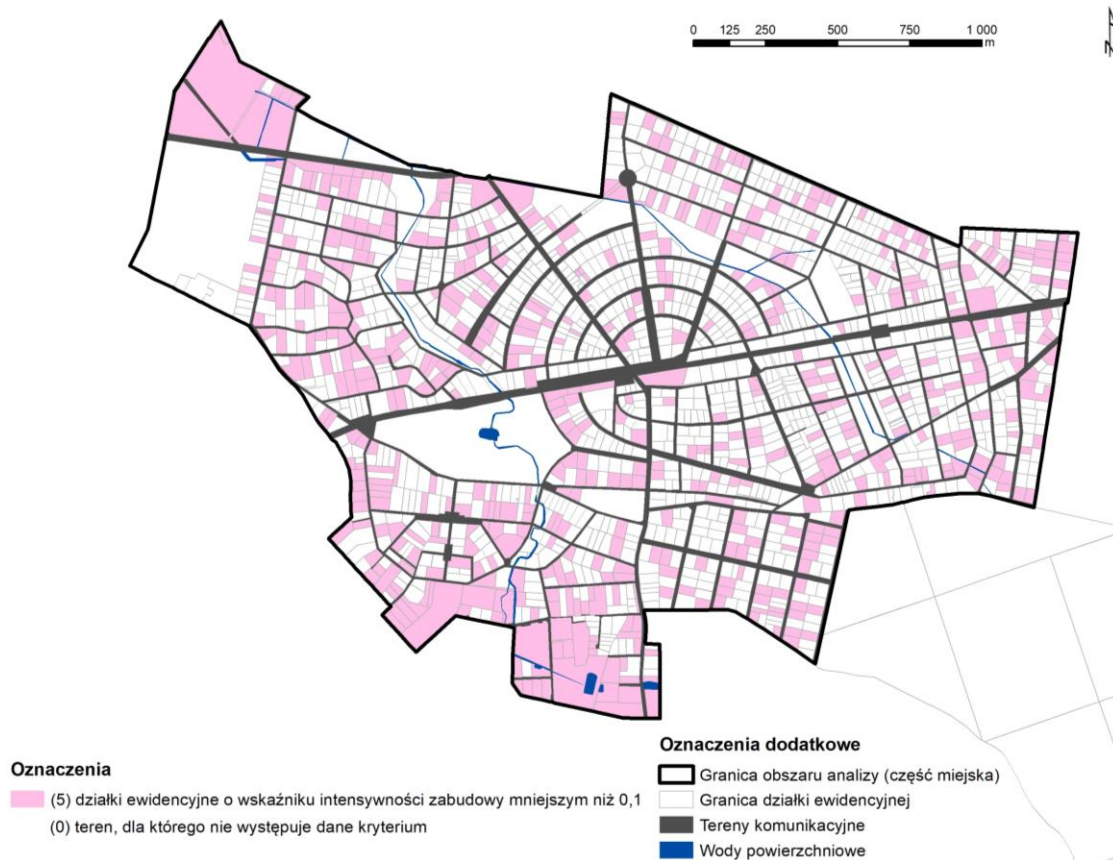 0 125 250 500 750 1 000
m
N
Oznaczenia
(5) działki ewidencyjne o wskaźniku intensywności zabudowy mniejszym niż 0,1
(0) teren, dla którego nie występuje dane kryterium
Oznaczenia dodatkowe
Granica obszaru analizy (część miejska)
Granica działki ewidencyjnej
Tereny komunikacyjne
Wody powierzchniowe